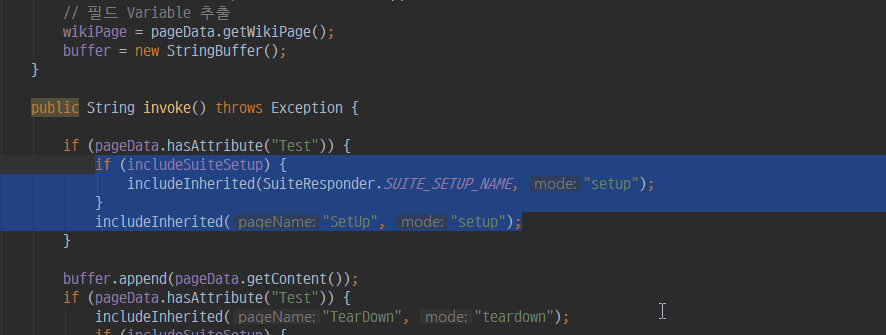 // 필드 Variable 추출
wikiPage = pageData.getWikiPage();
buffer = new StringBuffer();
}
public String invoke() throws Exception {
if (pageData.hasAttribute("Test")) {
if (includeSuiteSetup) {
includeInherited(SuiteResponder.SUITE_SETUP_NAME, mode: "setup");
}
includeInherited( pageName: "SetUp", mode: "setup");
}
buffer.append(pageData.getContent());
if (pageData.hasAttribute("Test")) {
includeInherited( pageName: "TearDown", mode: "teardown");
if (includeSuiteSetup) {